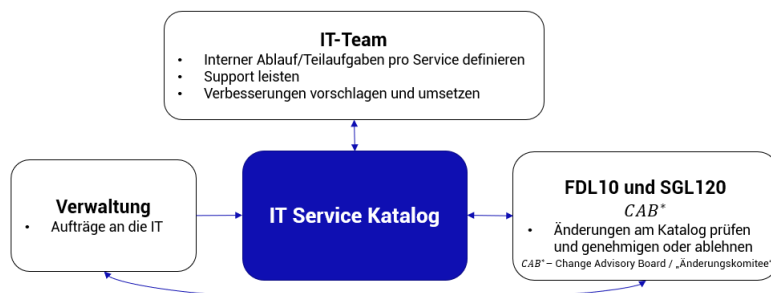 IT-Team
• Interner Ablauf/Teilaufgaben pro Service definieren
• Support leisten
• Verbesserungen vorschlagen und umsetzen
Verwaltung
• Aufträge an die IT
IT Service Katalog
FDL10 und SGL120
CAB*
• Änderungen am Katalog prüfen
und genehmigen oder ablehnen
CAB*– Change Advisory Board / „Änderungskomitee“